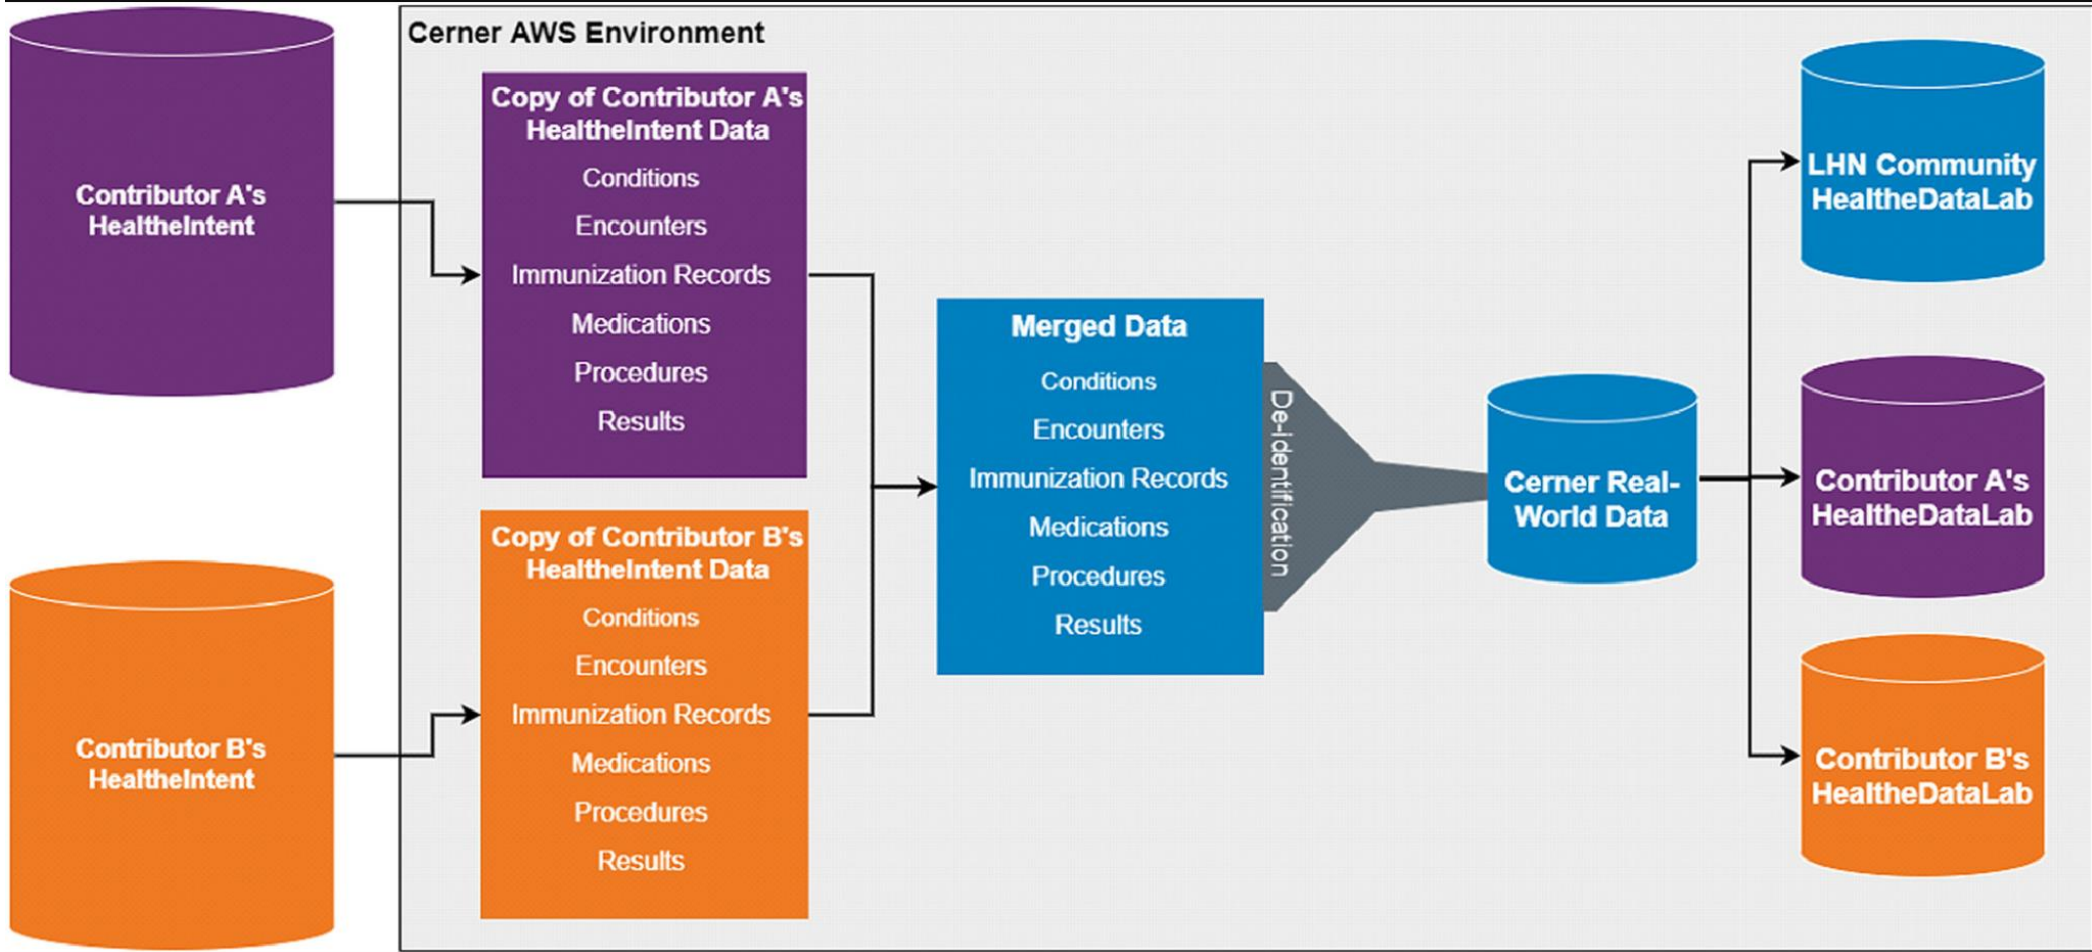 Cerner AWS Environment
Contributor A's
HealtheIntent
Copy of Contributor A's
HealtheIntent Data
Conditions
Encounters
Immunization Records
Medications
Procedures
Results
Contributor B's
HealtheIntent
Copy of Contributor B's
HealtheIntent Data
Conditions
Encounters
Immunization Records
Medications
Procedures
Results
Merged Data
Conditions
Encounters
Immunization Records
Medications
Procedures
Results
De-identification
Cerner Real-
World Data
LHN Community
HealtheDataLab
Contributor A's
HealtheDataLab
Contributor B's
HealtheDataLab